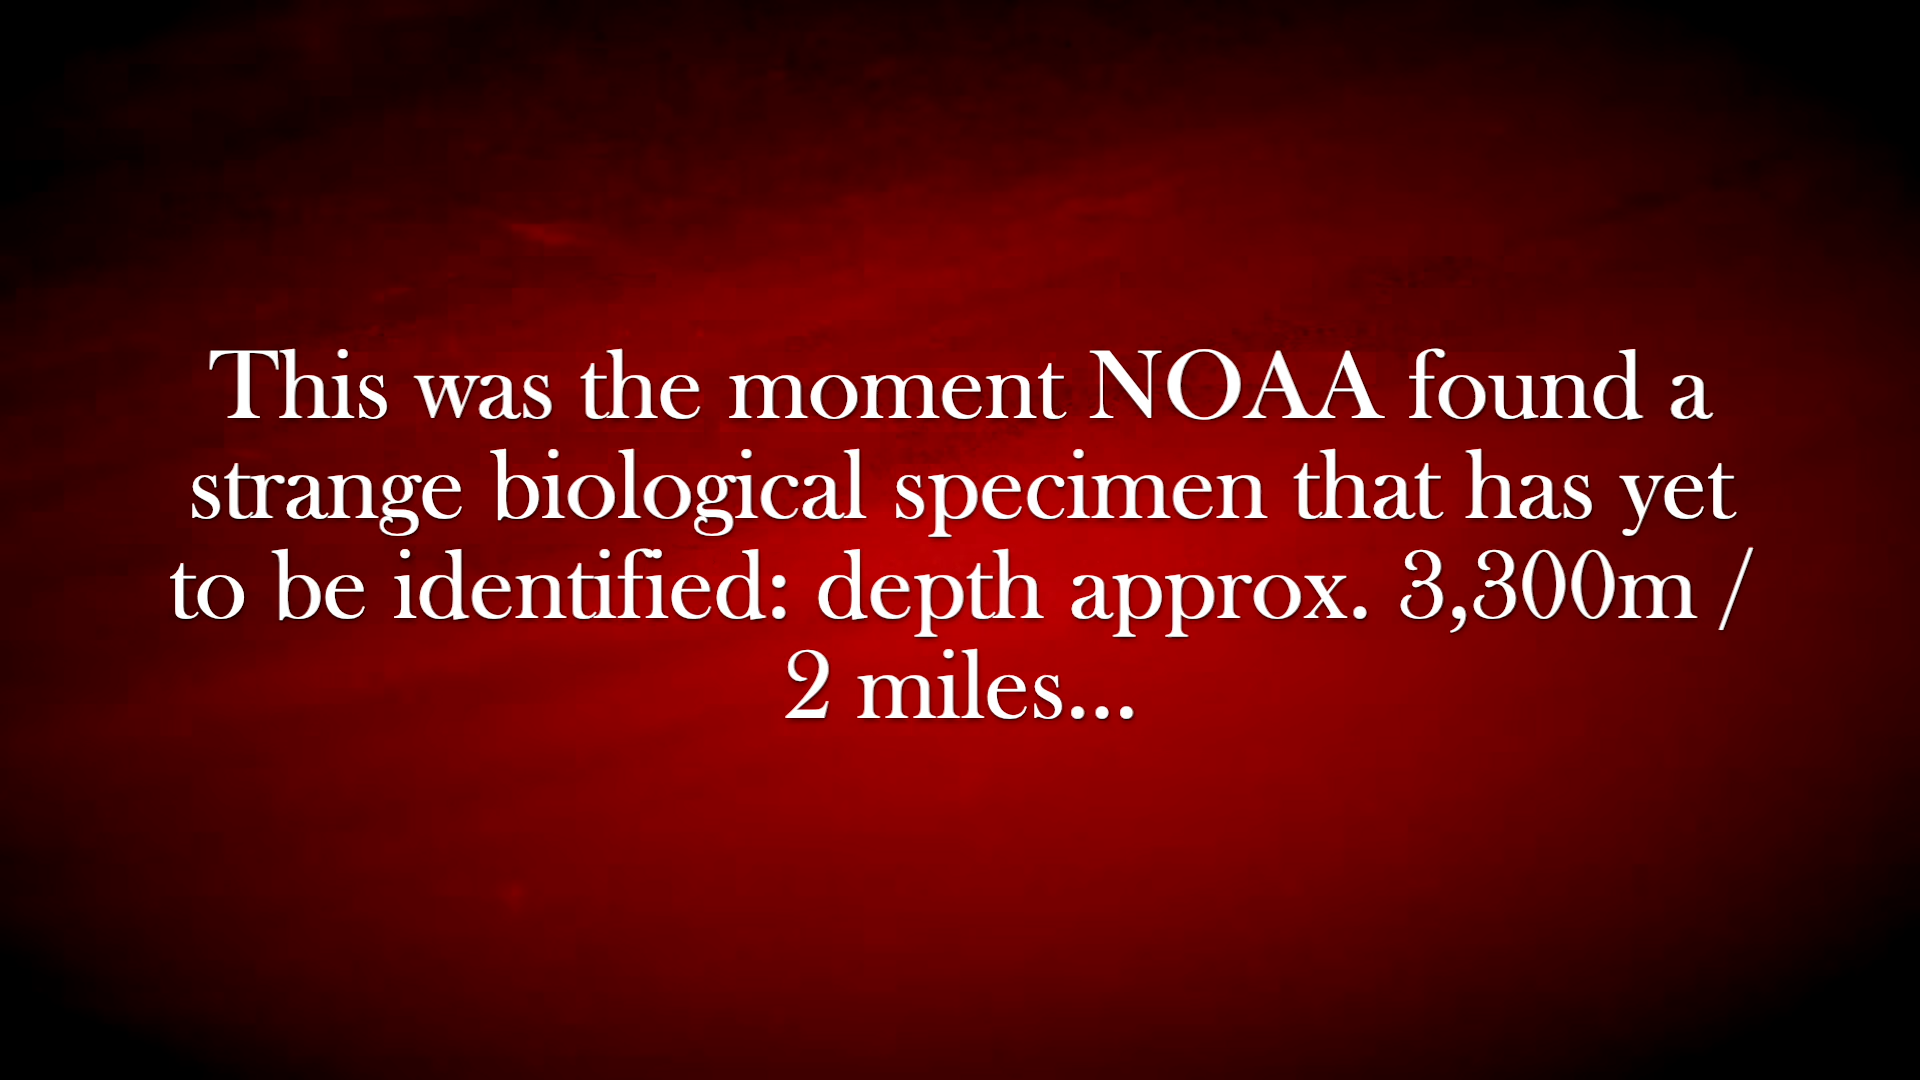 This was the moment NOAA found a
strange biological specimen that has yet
to be identified: depth approx. 3,300m /
2 miles...